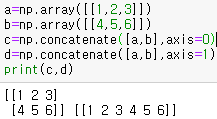 a=np.array([[1,2,3]])
b=np.array([[4,5,6]])
c=np.concatenate([a,b],axis=0)
d=np.concatenate([a,b],axis=1)
print(c,d)
[[1 2 3]
 [4 5 6]] [[1 2 3 4 5 6]]